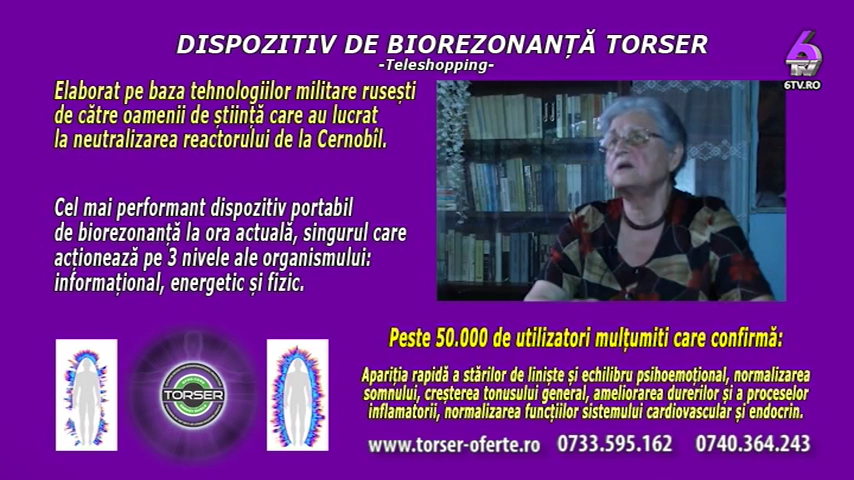 DISPOZITIV DE BIOREZONANȚĂ TORSER
-Teleshopping-
6TV
6TV.RO
Elaborat pe baza tehnologiilor militare rusești
de către oamenii de știință care au lucrat
la neutralizarea reactorului de la Cernobîl.
Cel mai performant dispozitiv portabil
de biorezonanță la ora actuală, singurul care
acționează pe 3 nivele ale organismului:
informațional, energetic și fizic.
TORSER
Peste 50.000 de utilizatori mulțumiti care confirmă:
Apariția rapidă a stărilor de liniște și echilibru psihoemoțional, normalizarea
somnului, creșterea tonusului general, ameliorarea durerilor și a proceselor
inflamatorii, normalizarea funcțiilor sistemului cardiovascular și endocrin.
www.torser-oferte.ro 0733.595.162 0740.364.243